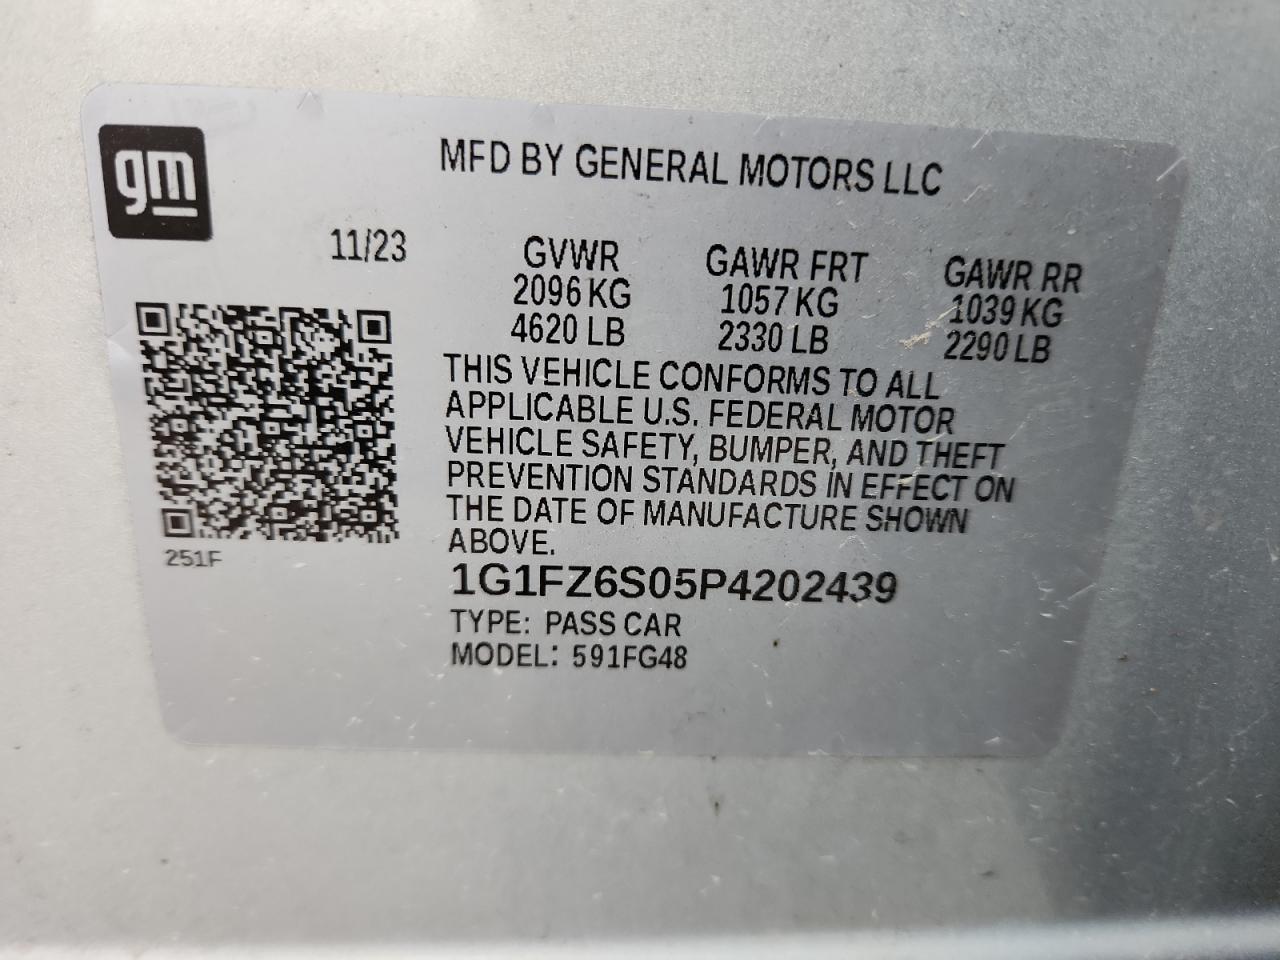 gm
MFD BY GENERAL MOTORS LLC
11/23 GVWR GAWR FRT GAWR RR
2096 KG 1057 KG 1039 KG
4620 LB 2330 LB 2290 LB
THIS VEHICLE CONFORMS TO ALL
APPLICABLE U.S. FEDERAL MOTOR
VEHICLE SAFETY, BUMPER, AND THEFT
PREVENTION STANDARDS IN EFFECT ON
THE DATE OF MANUFACTURE SHOWN
ABOVE.
251F
1G1FZ6S05P4202439
TYPE: PASS CAR
MODEL: 591FG48